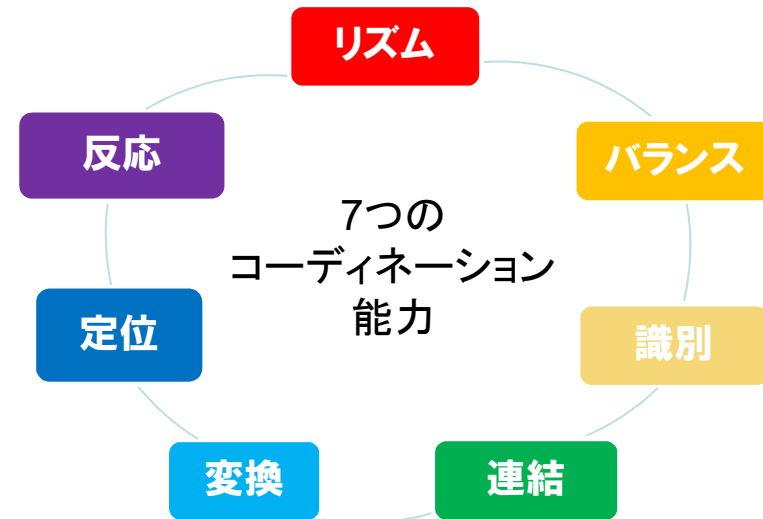 リズム
バランス
識別
連結
変換
定位
反応
7つの
コーディネーション
能力